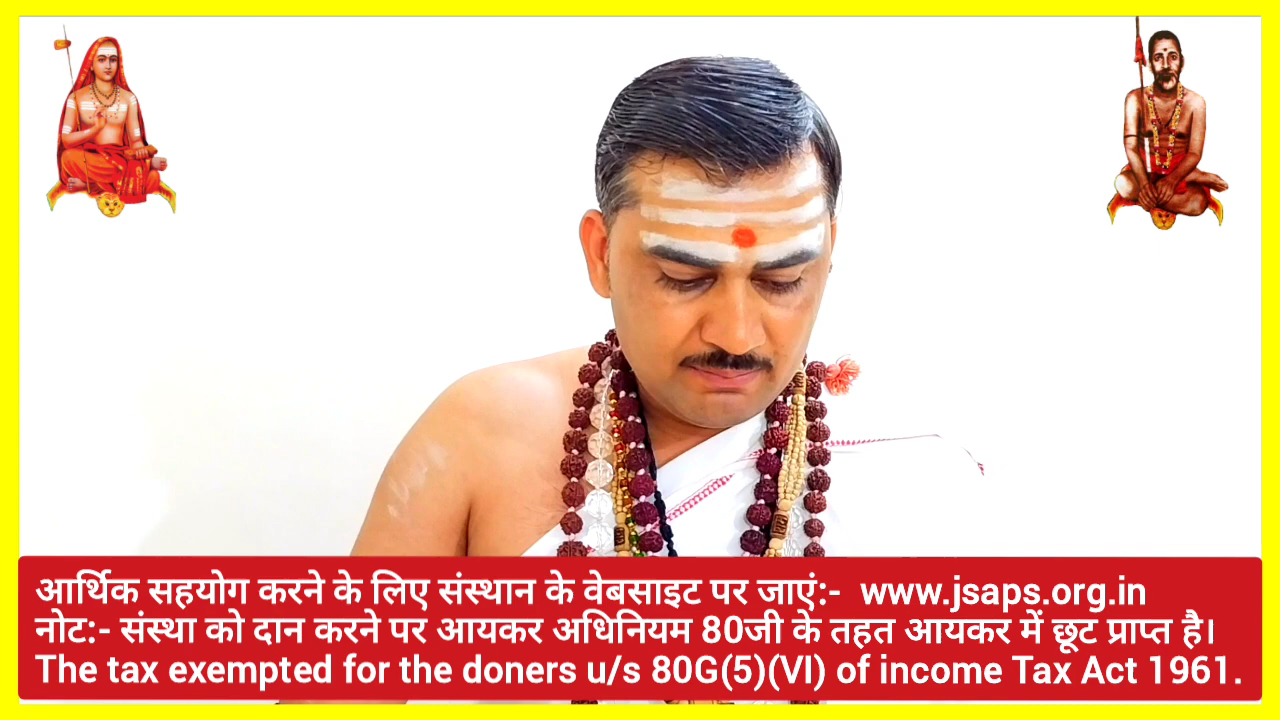 आर्थिक सहयोग करने के लिए संस्थान के वेबसाइट पर जाएं:- www.jsaps.org.in
नोट:- संस्था को दान करने पर आयकर अधिनियम 80जी के तहत आयकर में छूट प्राप्त है।
The tax exempted for the doners u/s 80G(5)(VI) of income Tax Act 1961.